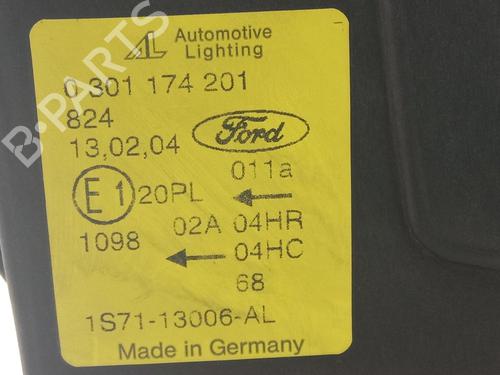 AL Automotive
Lighting
0 301 174 201
824
13,02,04
Ford
011a
E1 20PL
02A 04HR
1098
04HC
68
1S71-13006-AL
Made in Germany
B-PARTS